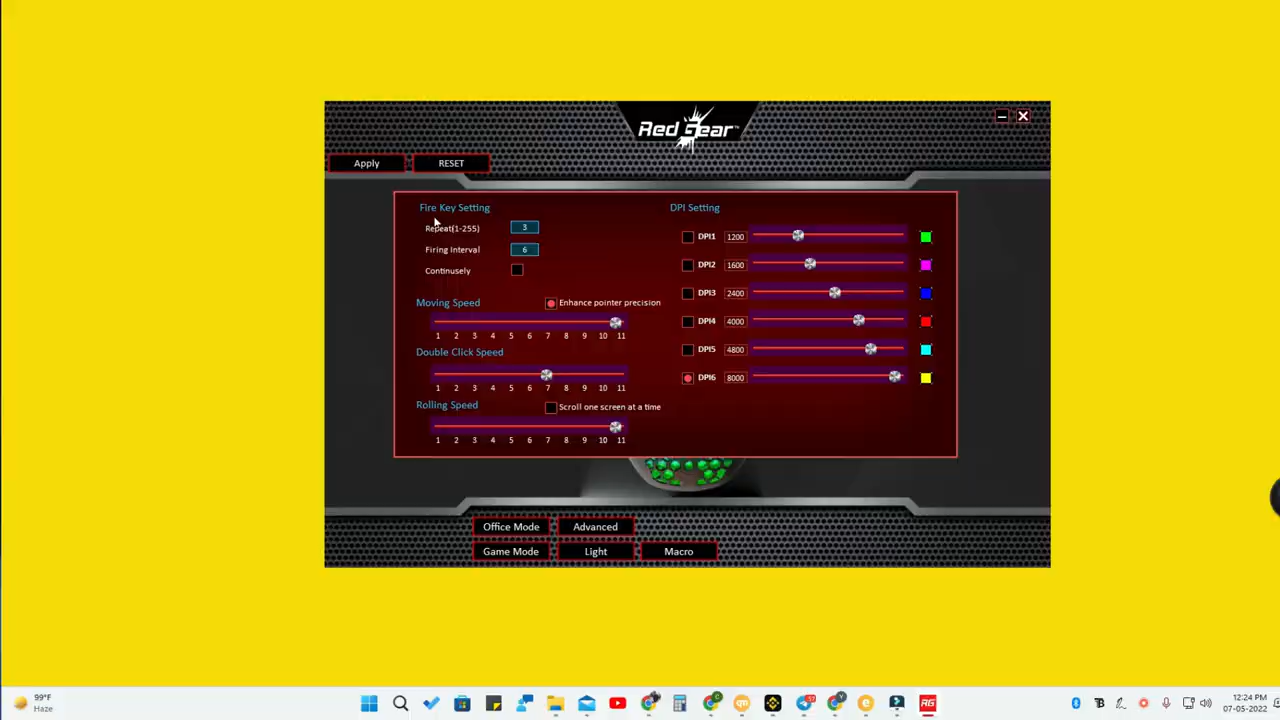 Red Gear™
Apply
RESET
Fire Key Setting
Repeat(1-255)
3
Firing Interval
6
Continusely
Moving Speed
Enhance pointer precision
1 2 3 4 5 6 7 8 9 10 11
Double Click Speed
1 2 3 4 5 6 7 8 9 10 11
Rolling Speed
Scroll one screen at a time
1 2 3 4 5 6 7 8 9 10 11
DPI Setting
DPI1 1200
DPI2 1600
DPI3 2400
DPI4 4000
DPI5 4800
DPI6 8000
Office Mode
Advanced
Game Mode
Light
Macro
99°F
Haze
RG
12:24 PM
07-05-2022